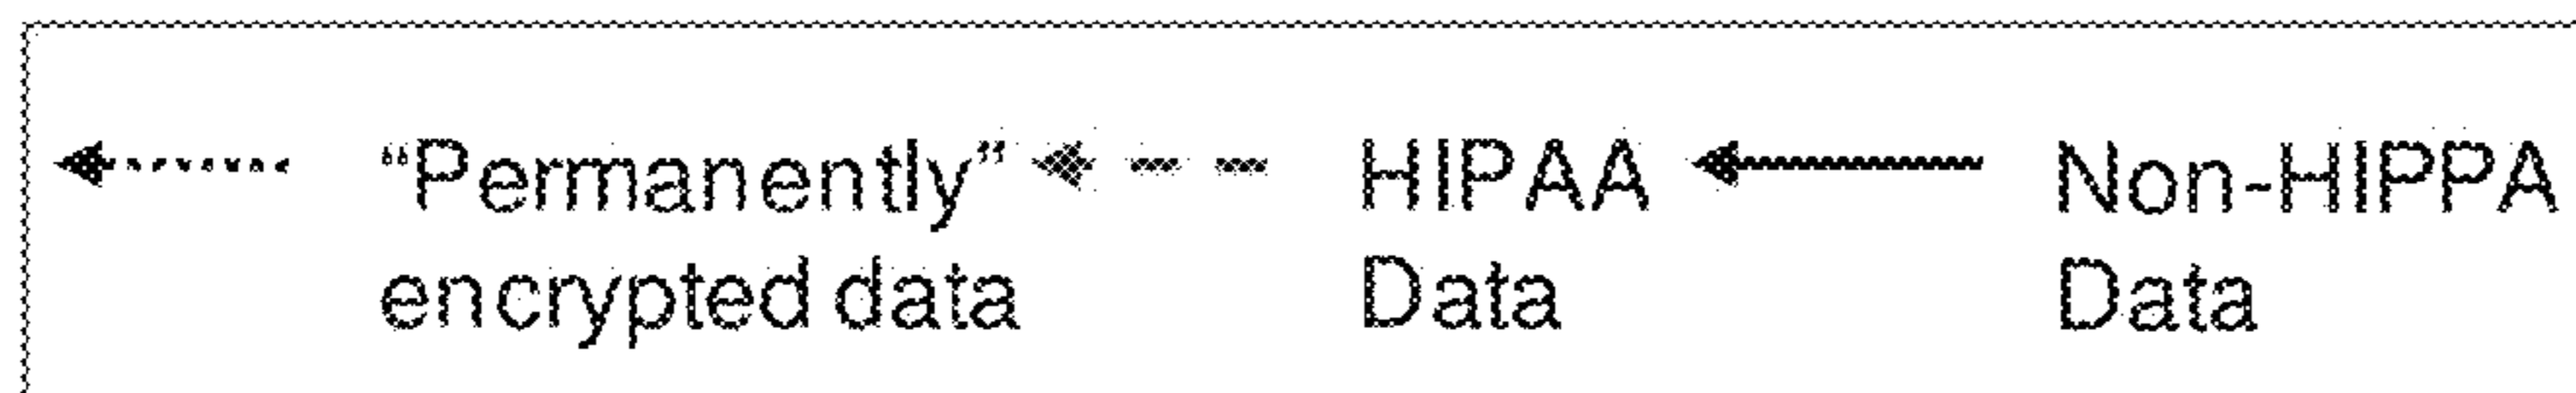 "Permanently" HIPAA Non-HIPPA
encrypted data Data Data